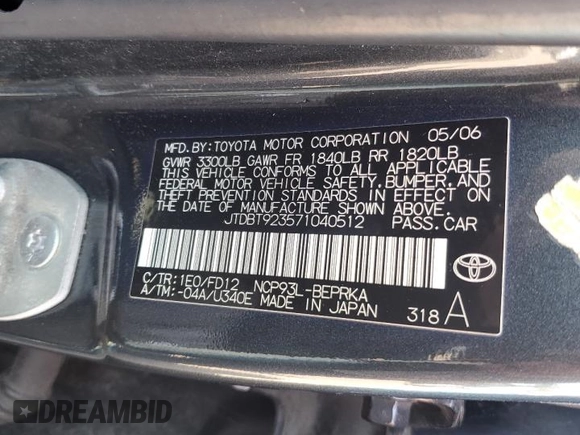 MFD. BY: TOYOTA MOTOR CORPORATION 05/06
GVWR 3300LB GAWR FR 1840LB RR 1820LB
THIS VEHICLE CONFORMS TO ALL APPLICABLE
FEDERAL MOTOR VEHICLE SAFETY, BUMPER, AND
THEFT PREVENTION STANDARDS IN EFFECT ON
THE DATE OF MANUFACTURE SHOWN ABOVE.
JTDBT923571040512 PASS. CAR
C/TR: 1E0/FD12 NCP93L-BEPRKA
A/TM: -04A/U340E MADE IN JAPAN 318 A
DREAMBID